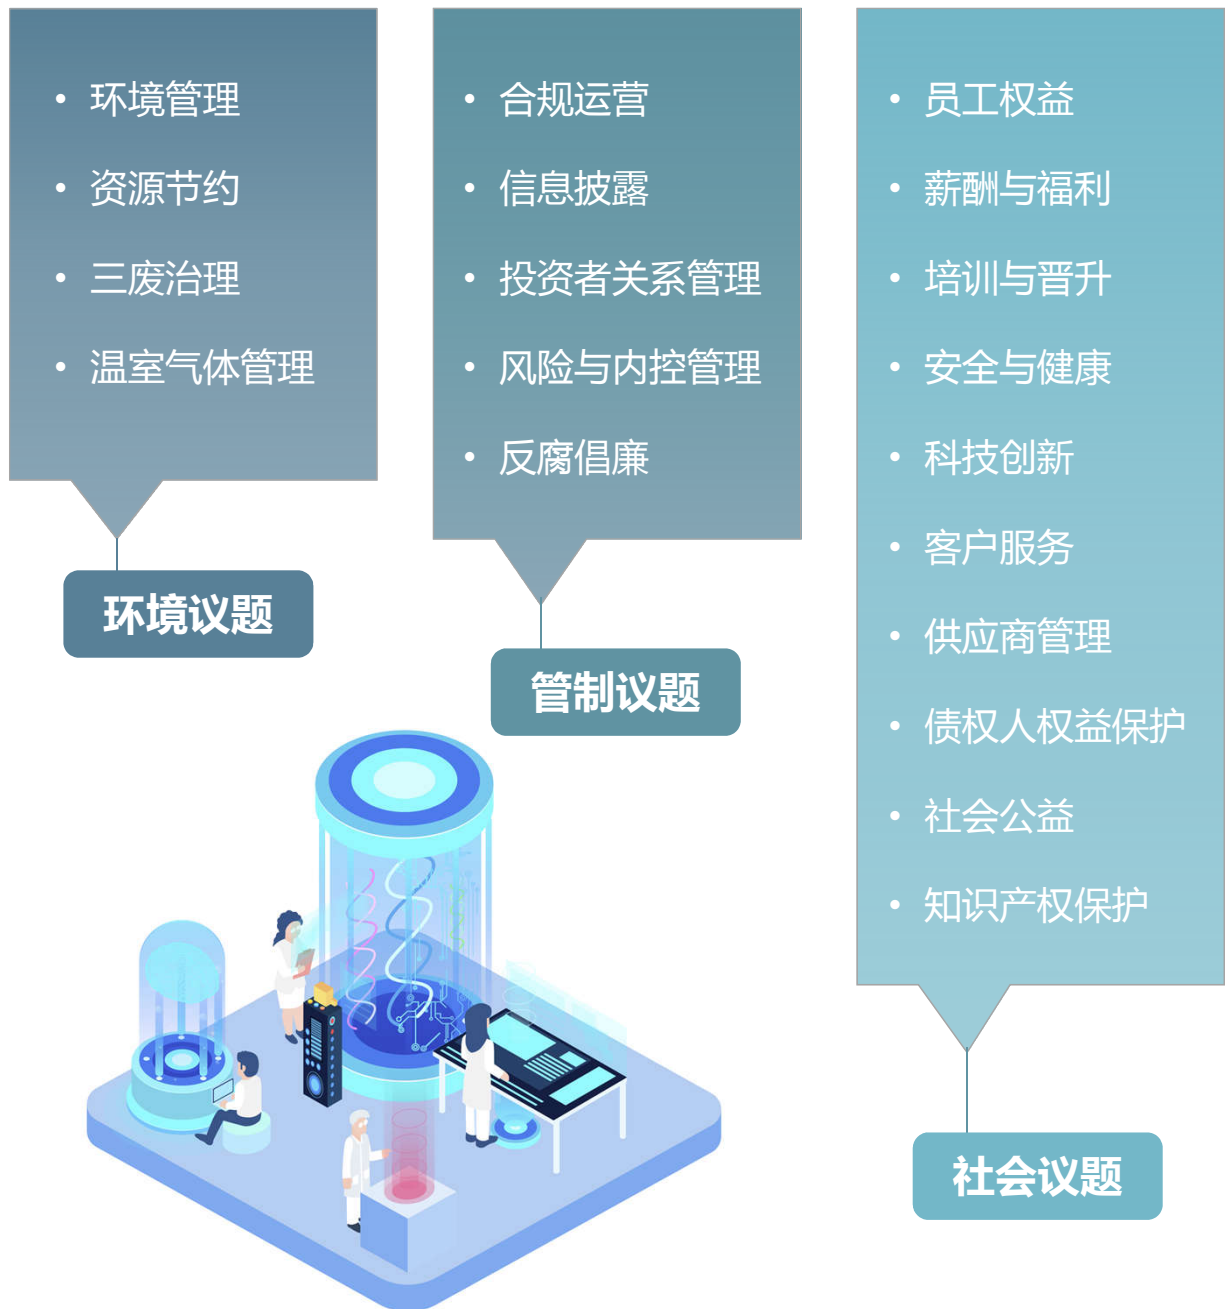 • 环境管理
• 资源节约
• 三废治理
• 温室气体管理
环境议题
• 合规运营
• 信息披露
• 投资者关系管理
• 风险与内控管理
• 反腐倡廉
管制议题
• 员工权益
• 薪酬与福利
• 培训与晋升
• 安全与健康
• 科技创新
• 客户服务
• 供应商管理
• 债权人权益保护
• 社会公益
• 知识产权保护
社会议题